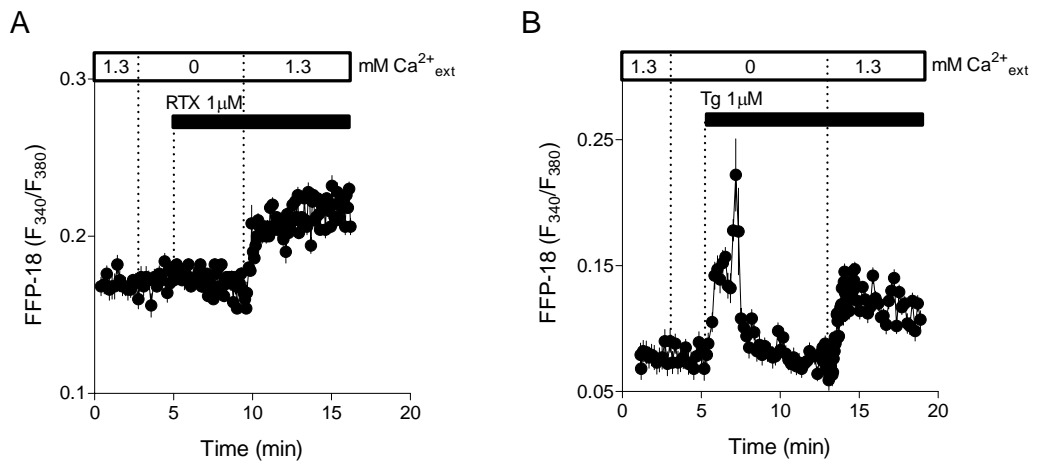 A
1.3 0 1.3 mM Ca²⁺ext
RTX 1μM
0.3
0.2
0.1
FFP-18 (F340/F380)
0 5 10 15 20
Time (min)
B
1.3 0 1.3 mM Ca²⁺ext
Tg 1μM
0.25
0.15
0.05
FFP-18 (F340/F380)
0 5 10 15 20
Time (min)